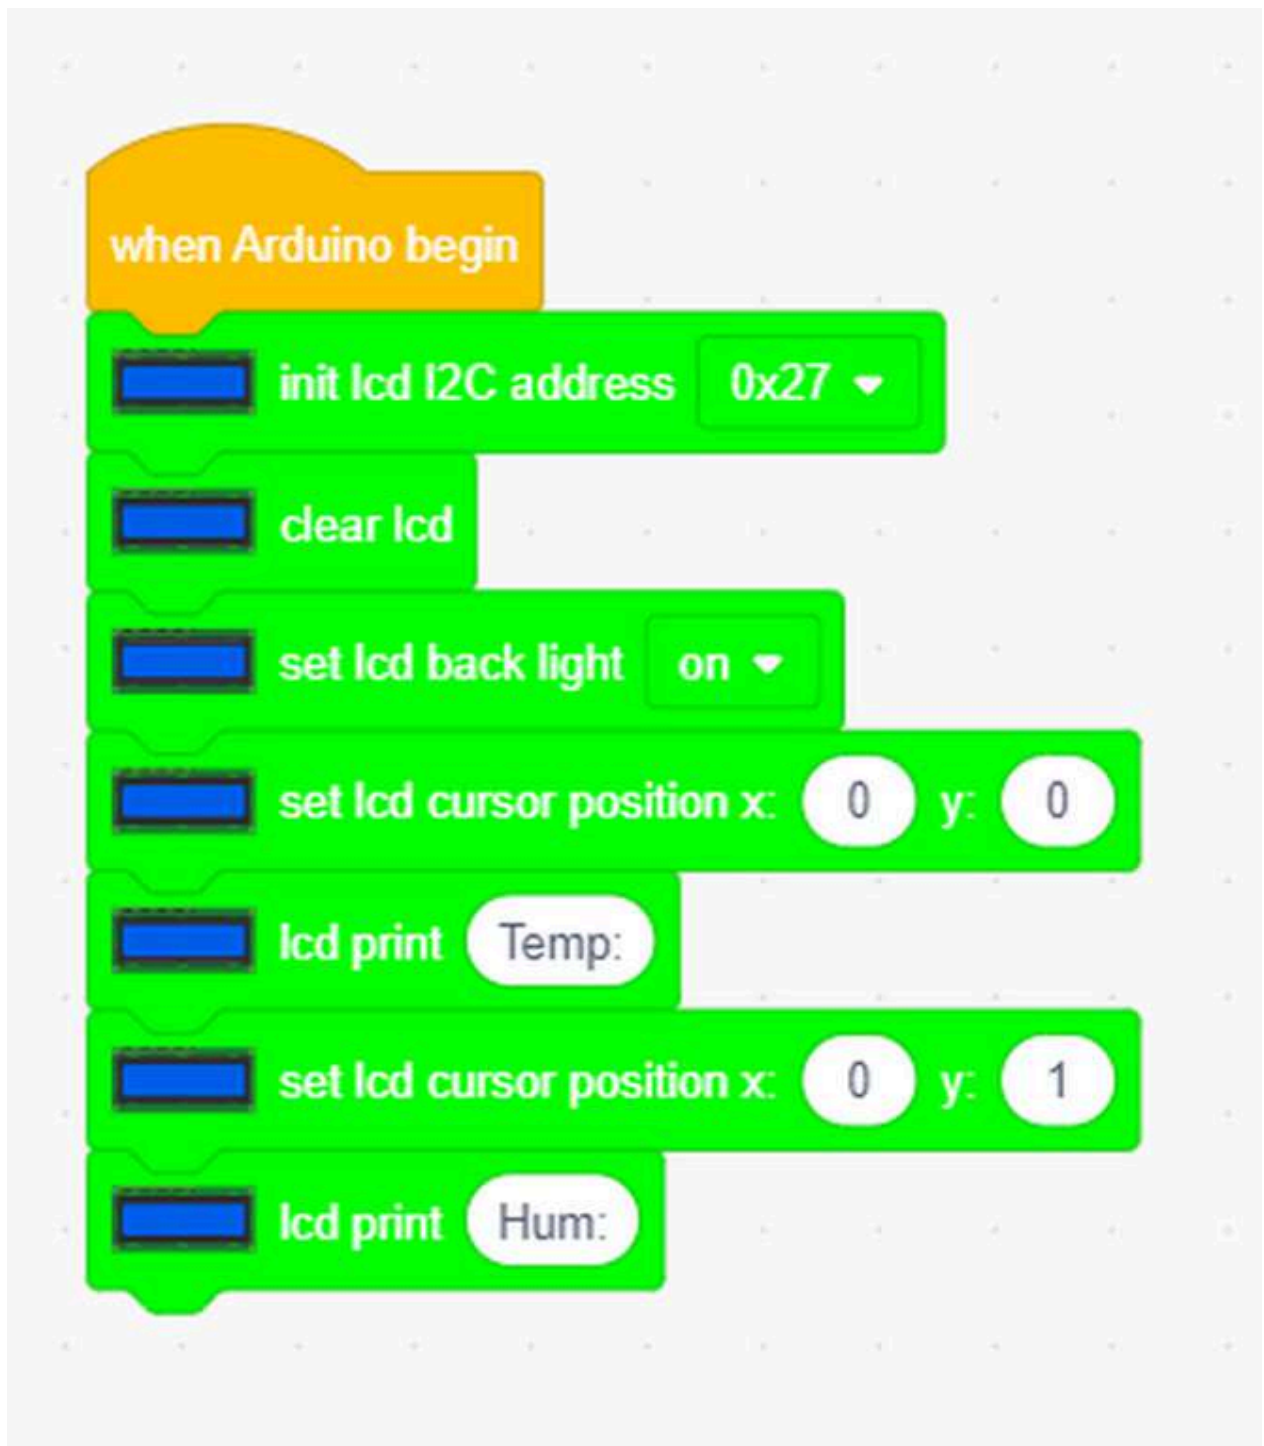 when Arduino begin
init lcd I2C address 0x27
clear lcd
set lcd back light on
set lcd cursor position x: 0 y: 0
lcd print Temp:
set lcd cursor position x: 0 y: 1
lcd print Hum: